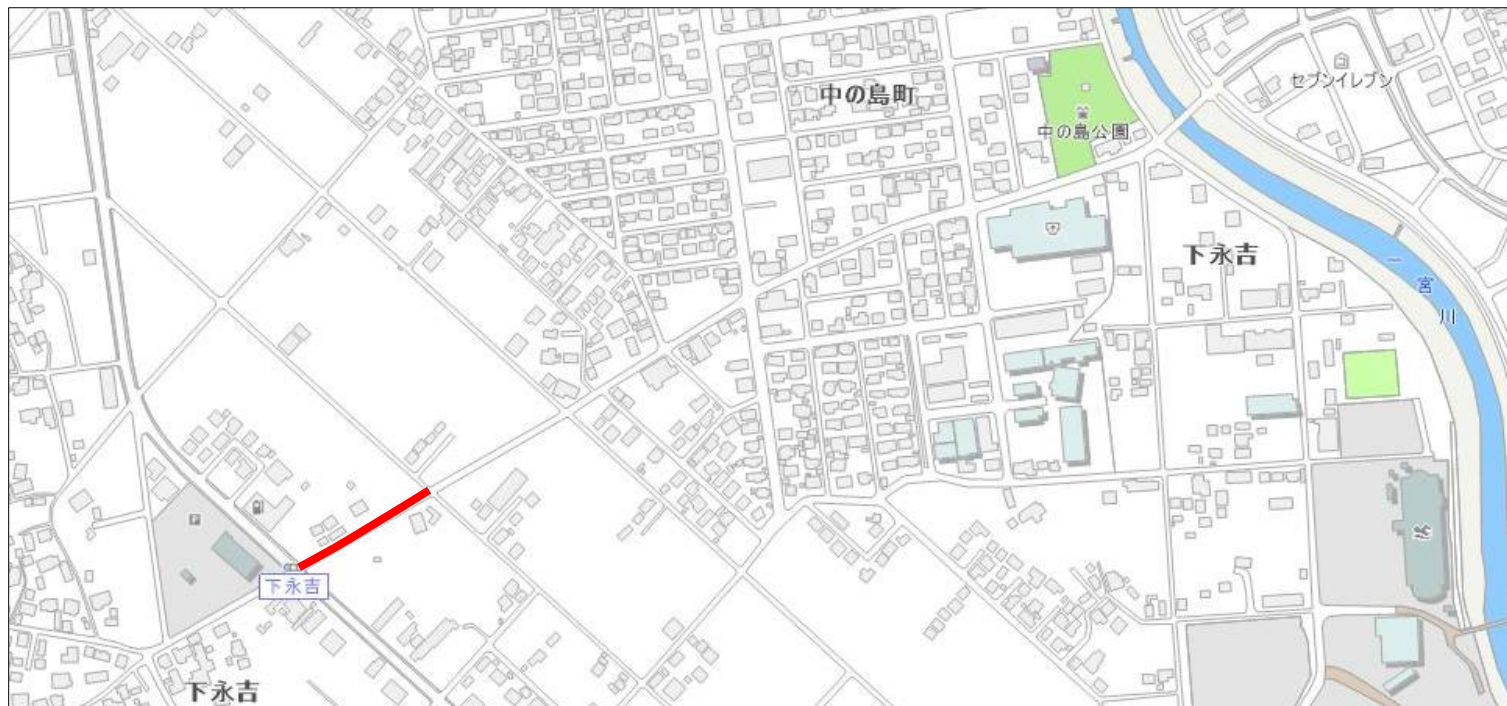 セブンイレブン
中の島町
中の島公園
下永吉
一宮川
下永吉
下永吉